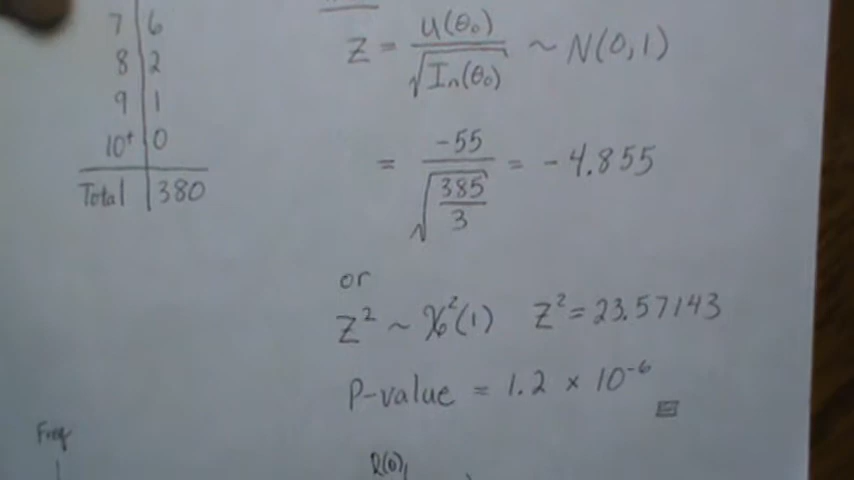 7 6
8 2
9 1
10+ 0
Total 380
Z = U(θ₀) / √Iₙ(θ₀) ~ N(0,1)
= -55 / √(385/3) = -4.855
or
Z² ~ χ²(1) Z² = 23.57143
P-value = 1.2 × 10⁻⁶
Freq
R(θ)